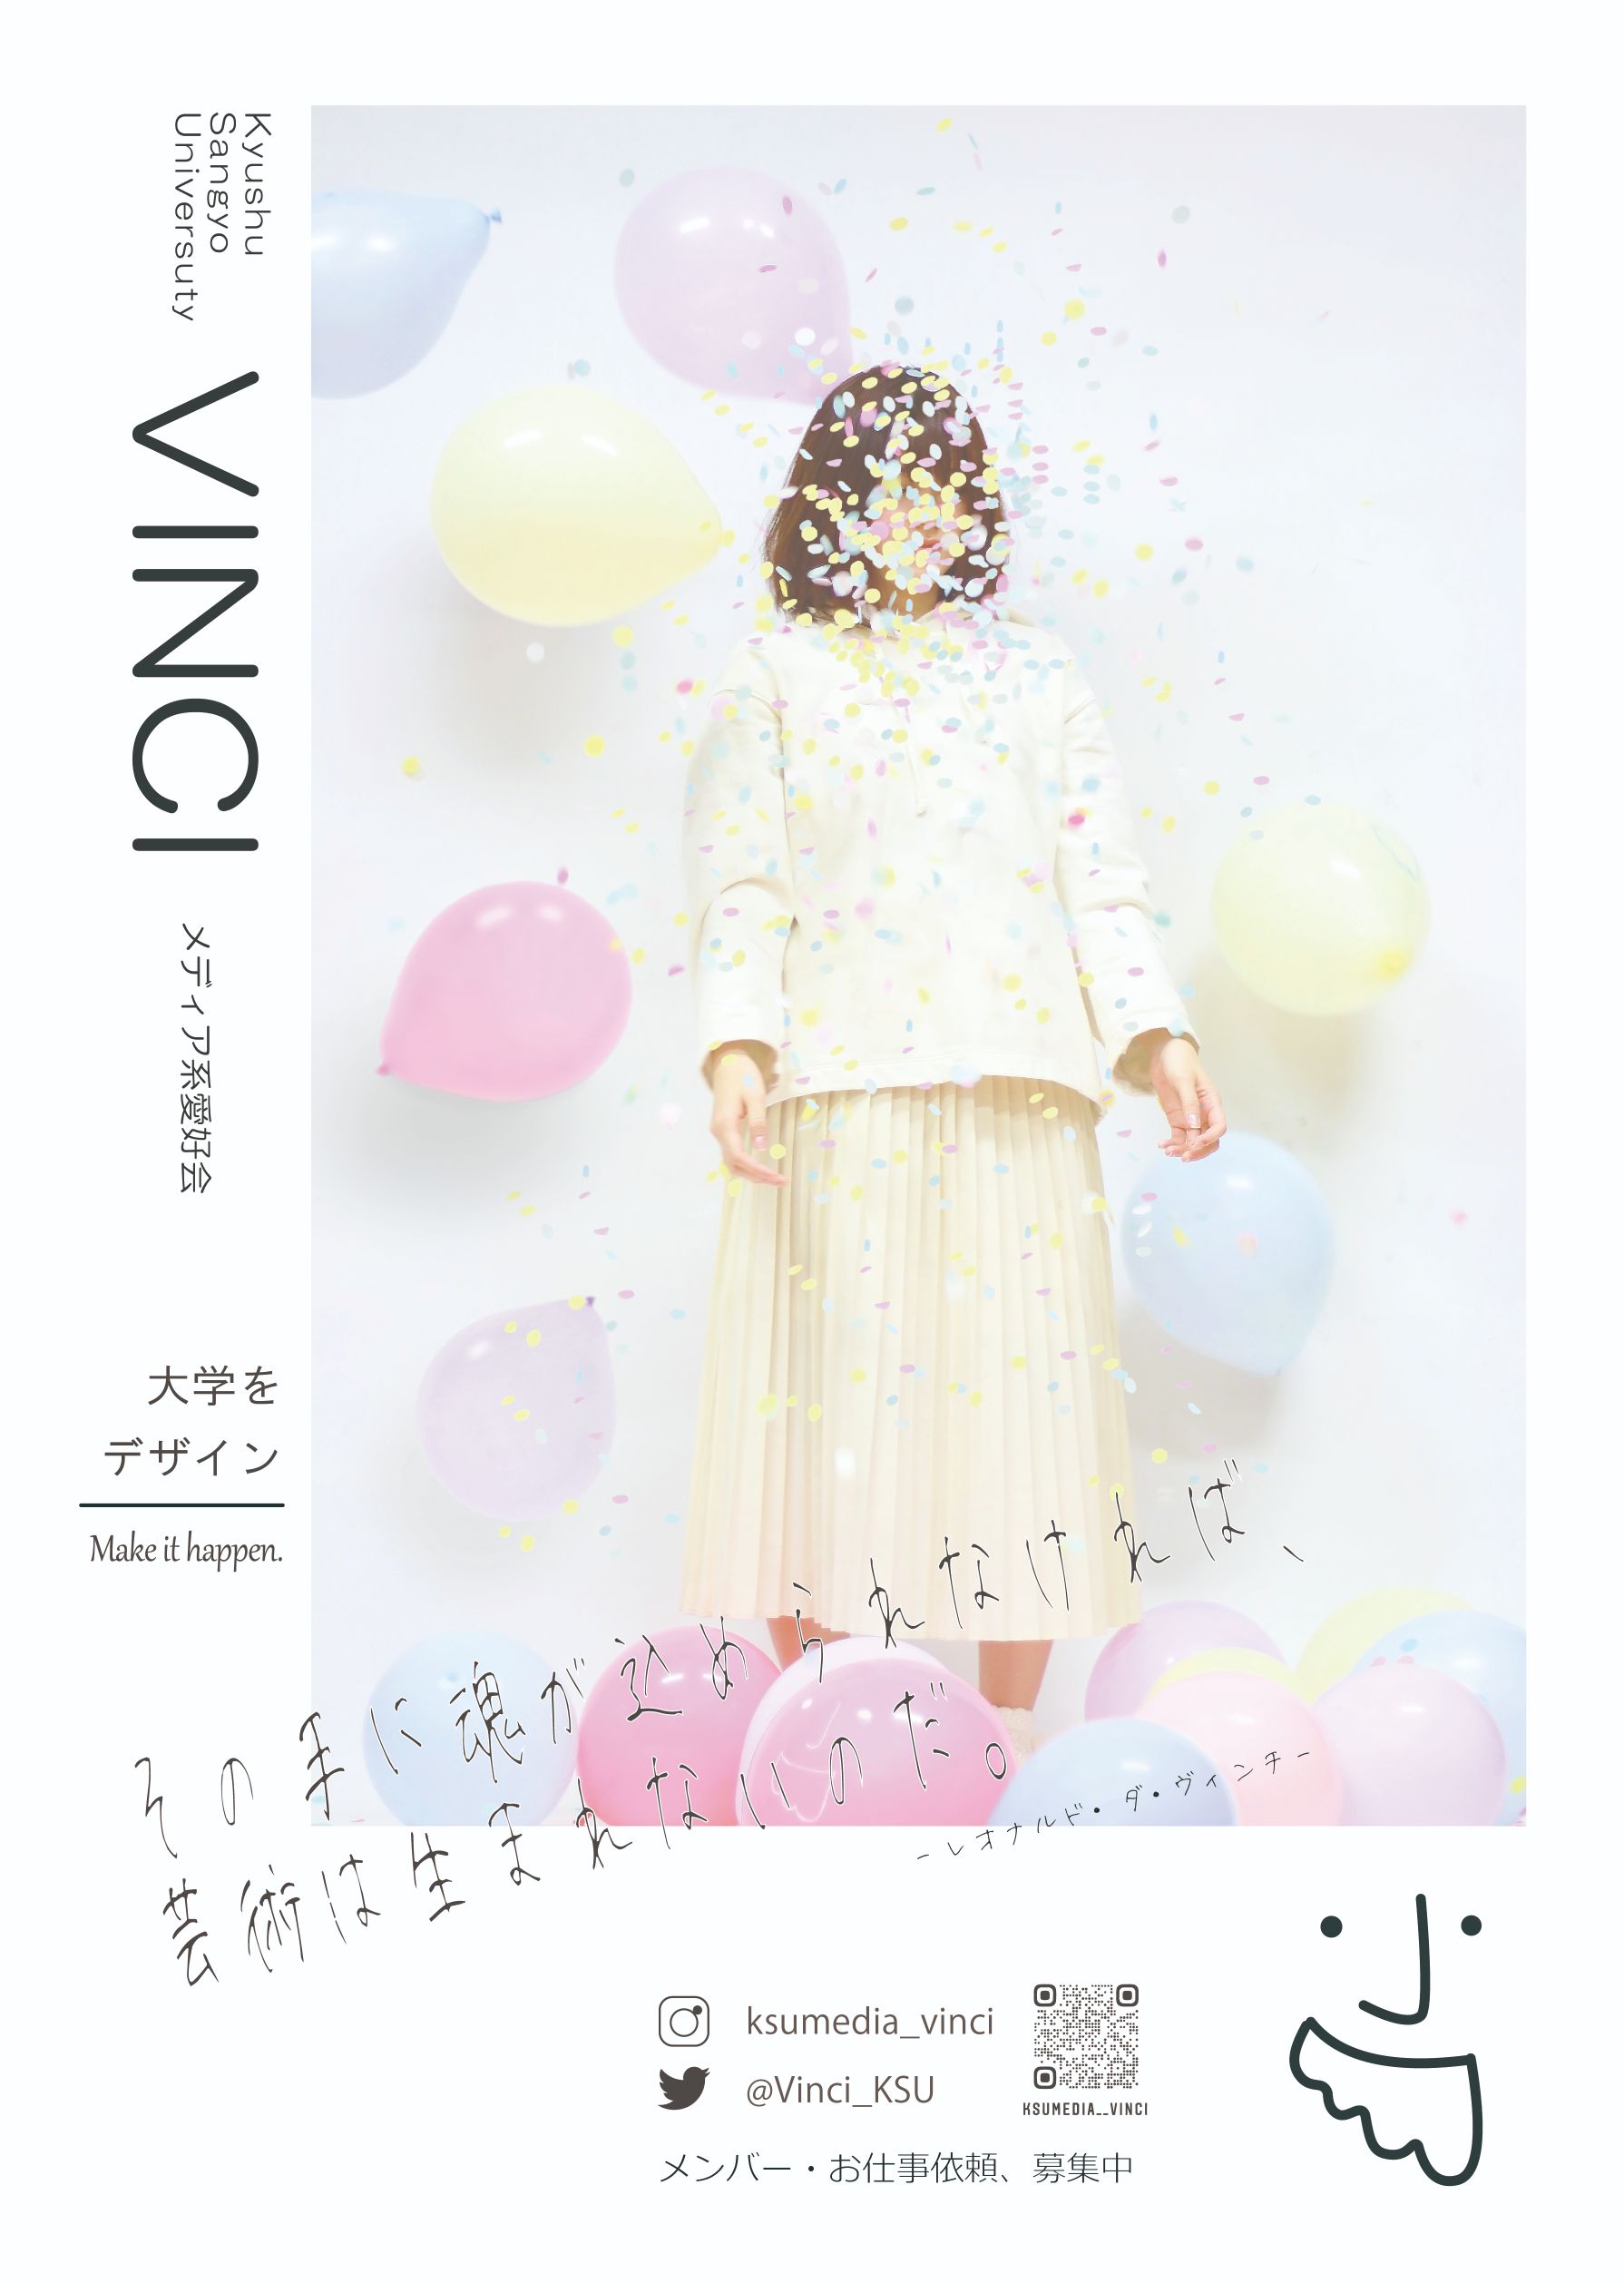 Kyushu
Sangyo
Universuty
VINCI
メディア系愛好会
大学を
デザイン
Make it happen.
その手に魂が込められなければ、
芸術は生まれないのだ。
-レオナルド・ダ・ヴィンチ-
ksumedia_vinci
@Vinci_KSU
KSUMEDIA__VINCI
メンバー・お仕事依頼、募集中